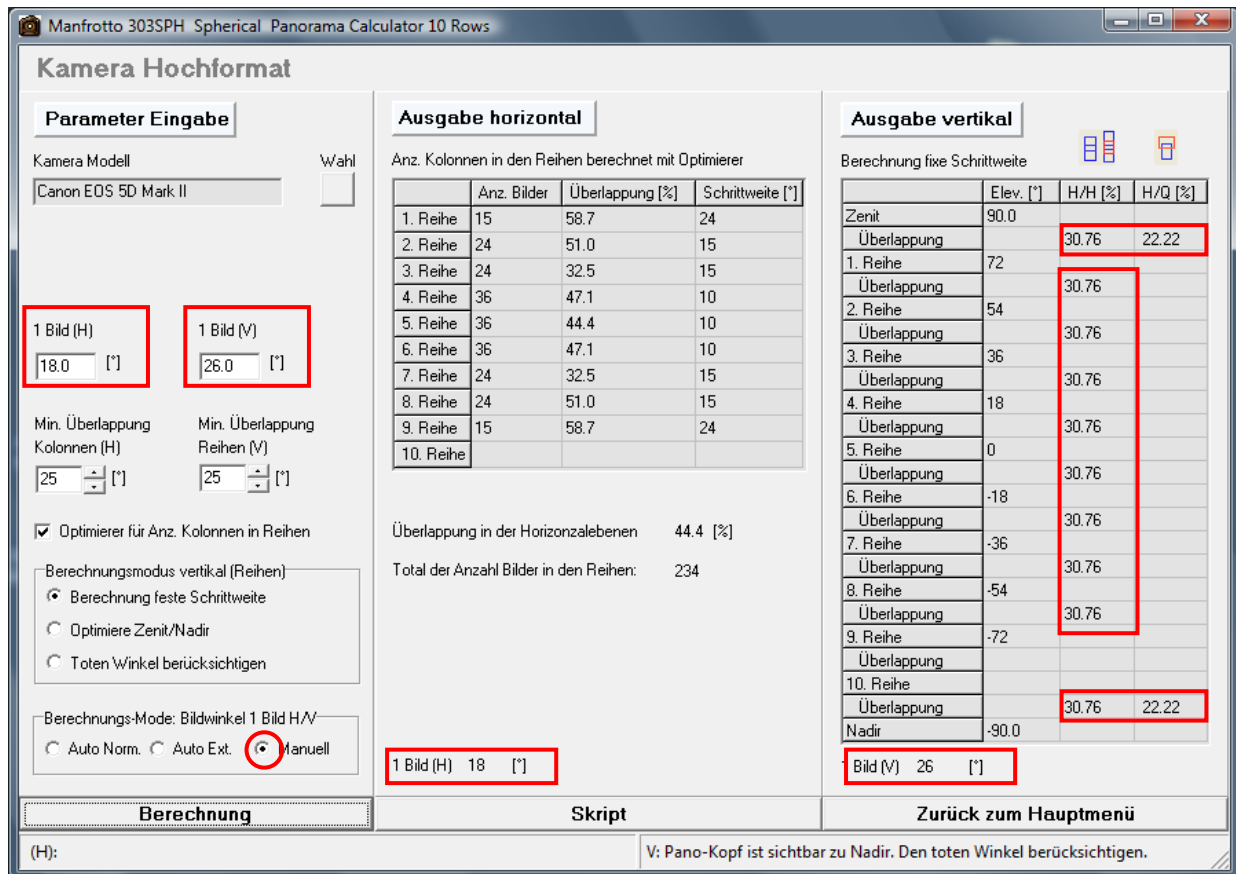 Manfrotto 303SPH Spherical Panorama Calculator 10 Rows
Kamera Hochformat
Parameter Eingabe
Kamera Modell Wahl
Canon EOS 5D Mark II
1 Bild (H) 1 Bild (V)
18.0 [°] 26.0 [°]
Min. Überlappung Min. Überlappung
Kolonnen (H) Reihen (V)
25 [°] 25 [°]
Optimierer für Anz. Kolonnen in Reihen
Berechnungsmodus vertikal (Reihen)
Berechnung feste Schrittweite
Optimiere Zenit/Nadir
Toten Winkel berücksichtigen
Berechnungs-Mode: Bildwinkel 1 Bild H/V
Auto Norm. Auto Ext. Manuell
Berechnung
Ausgabe horizontal
Anz. Kolonnen in den Reihen berechnet mit Optimierer
Anz. Bilder Überlappung [%] Schrittweite [°]
1. Reihe 15 58.7 24
2. Reihe 24 51.0 15
3. Reihe 24 32.5 15
4. Reihe 36 47.1 10
5. Reihe 36 44.4 10
6. Reihe 36 47.1 10
7. Reihe 24 32.5 15
8. Reihe 24 51.0 15
9. Reihe 15 58.7 24
10. Reihe
Überlappung in der Horizonzalebenen 44.4 [%]
Total der Anzahl Bilder in den Reihen: 234
1 Bild (H) 18 [°]
Skript
Ausgabe vertikal
Berechnung fixe Schrittweite
Elev. [°] H/H [%] H/Q [%]
Zenit 90.0
Überlappung 30.76 22.22
1. Reihe 72
Überlappung 30.76
2. Reihe 54
Überlappung 30.76
3. Reihe 36
Überlappung 30.76
4. Reihe 18
Überlappung 30.76
5. Reihe 0
Überlappung 30.76
6. Reihe -18
Überlappung 30.76
7. Reihe -36
Überlappung 30.76
8. Reihe -54
Überlappung 30.76
9. Reihe -72
Überlappung
10. Reihe
Überlappung 30.76 22.22
Nadir -90.0
Bild (V) 26 [°]
Zurück zum Hauptmenü
(H):
V: Pano-Kopf ist sichtbar zu Nadir. Den toten Winkel berücksichtigen.